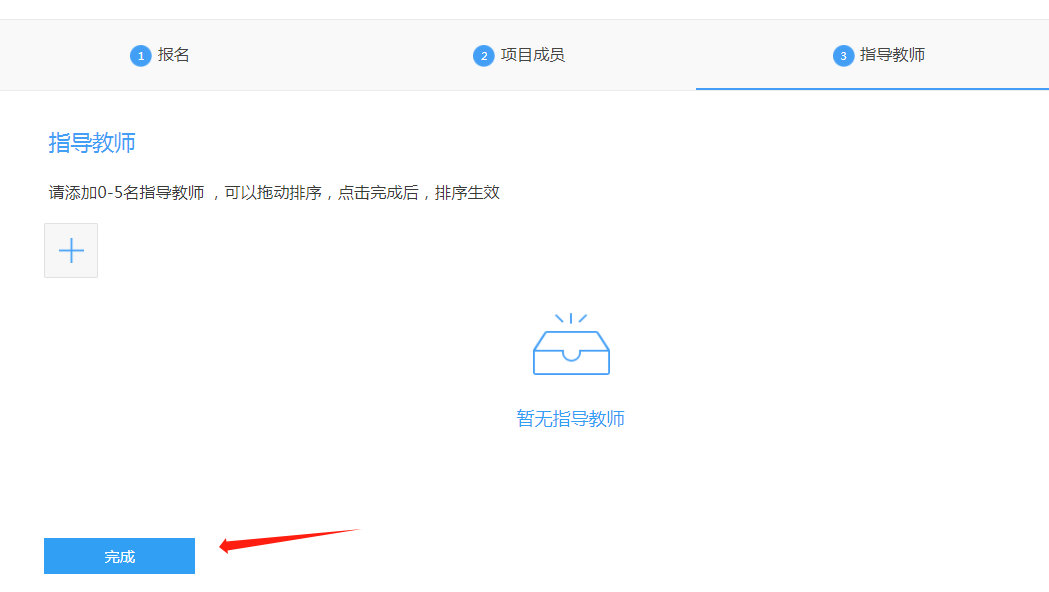 1 报名
2 项目成员
3 指导教师
指导教师
请添加0-5名指导教师 ，可以拖动排序，点击完成后，排序生效
暂无指导教师
完成